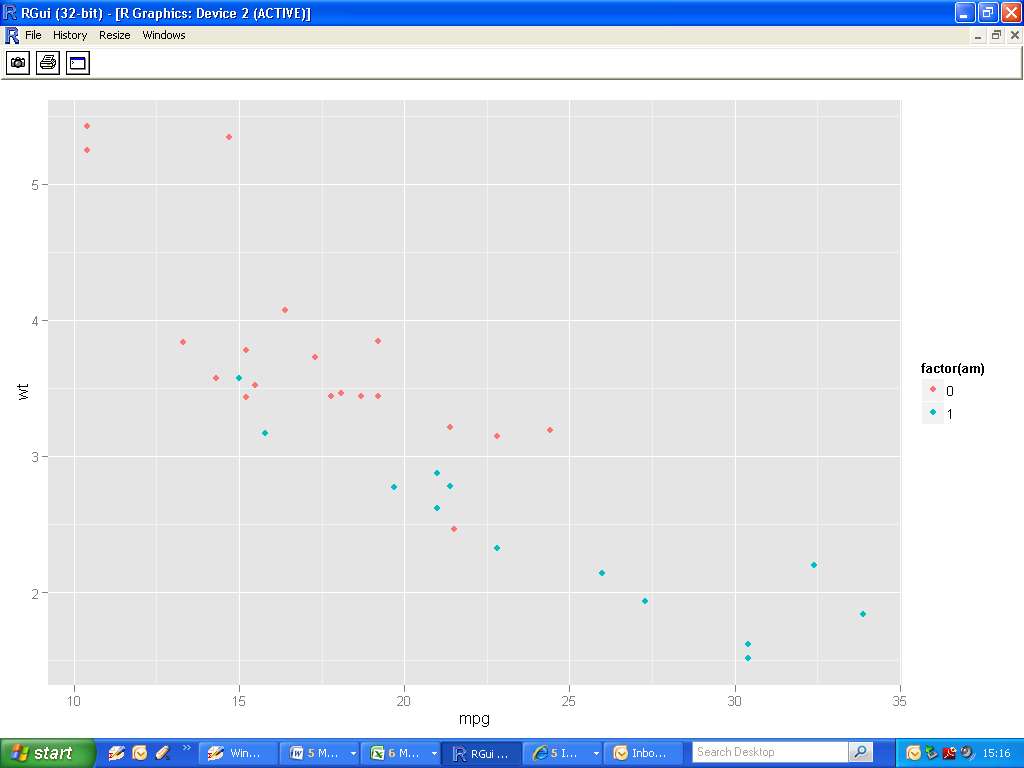 RGui (32-bit) - [R Graphics: Device 2 (ACTIVE)]
File History Resize Windows
5
4
3
2
wt
10 15 20 25 30 35
mpg
factor(am)
0
1
start Win... 5 M... 6 M... RGui ... 5 I... Inbo... Search Desktop 15:16